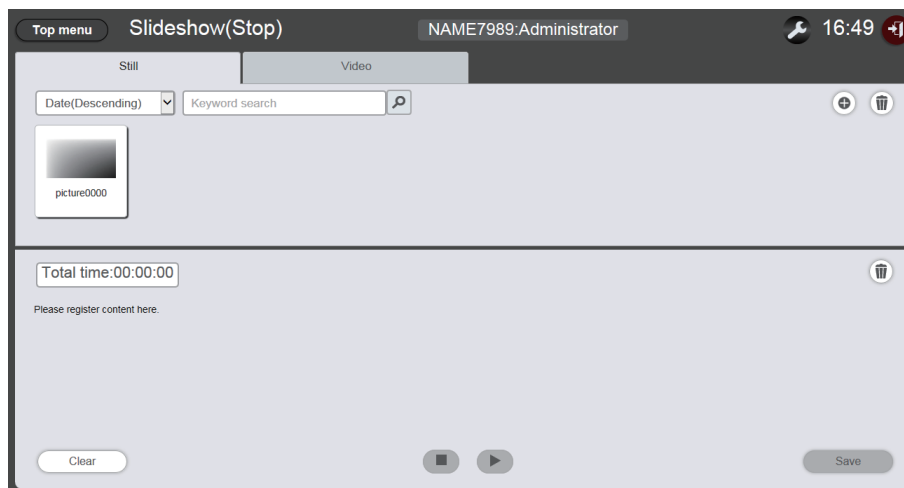 Top menu
Slideshow(Stop)
NAME7989:Administrator
16:49
Still
Video
Date(Descending)
Keyword search
picture0000
Total time:00:00:00
Please register content here.
Clear
Save